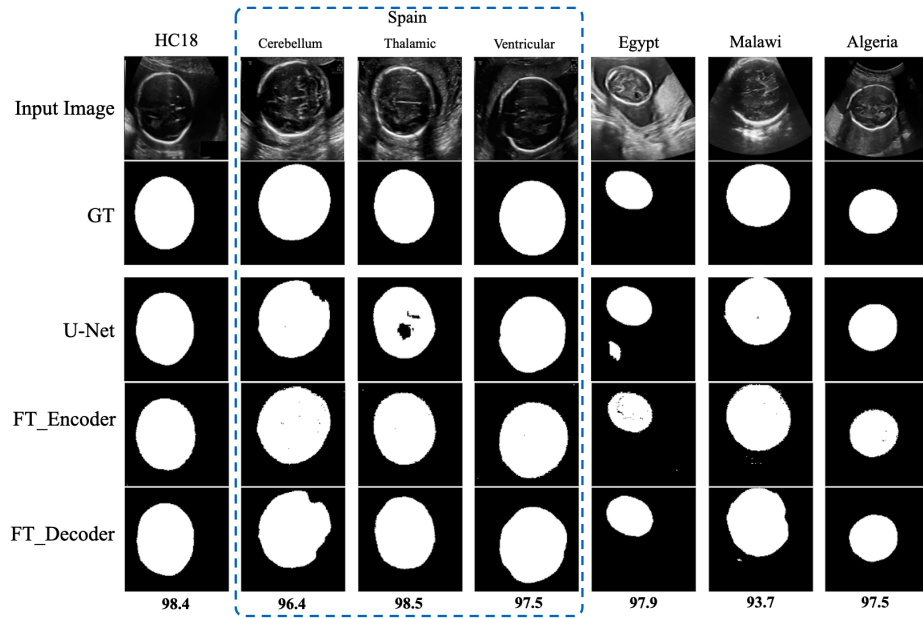 Spain
HC18 Cerebellum Thalamic Ventricular Egypt Malawi Algeria
Input Image
GT
U-Net
FT_Encoder
FT_Decoder
98.4 96.4 98.5 97.5 97.9 93.7 97.5